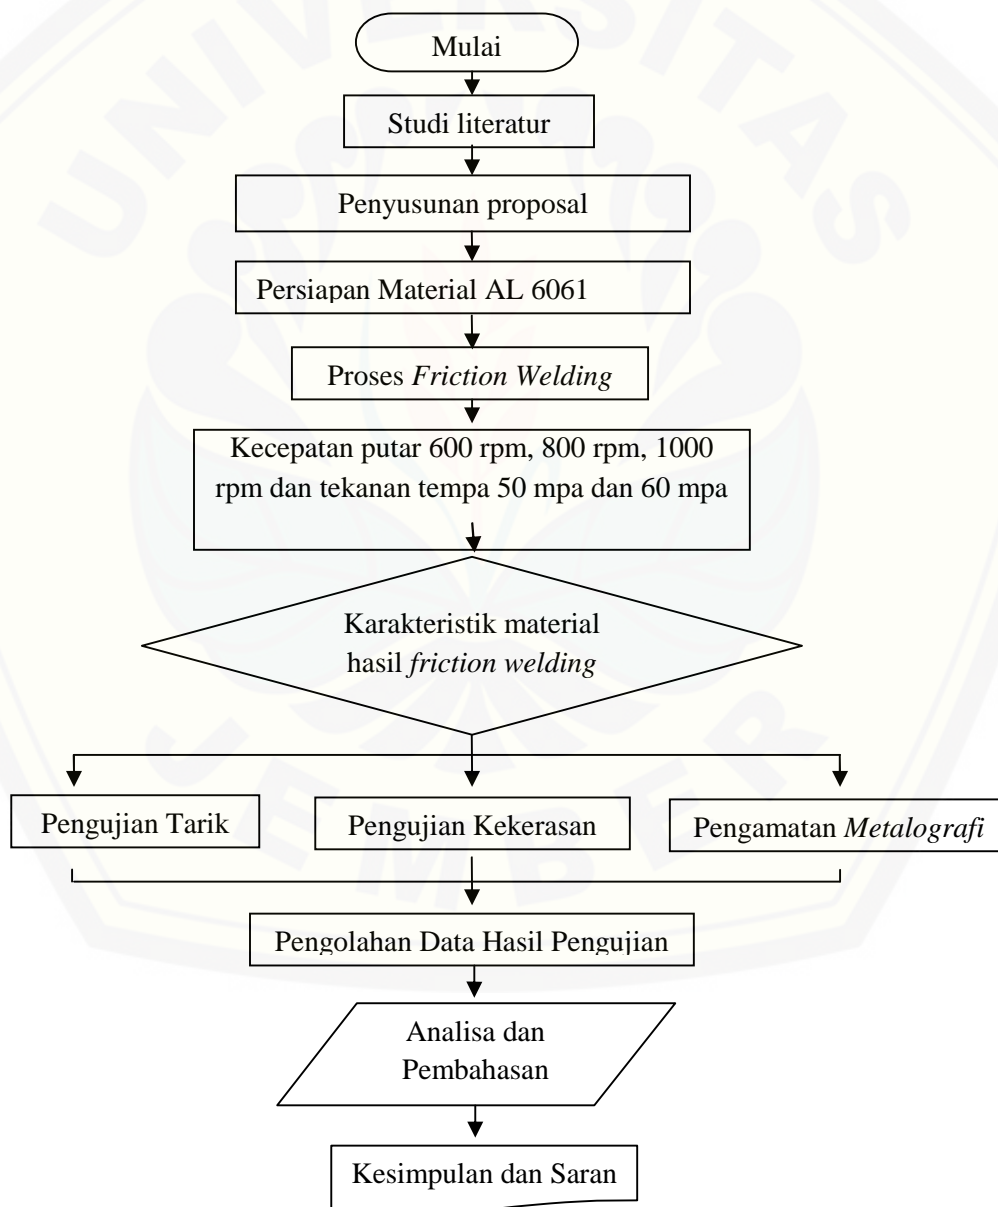 UNIVERSITAS
Mulai
Studi literatur
Penyusunan proposal
Persiapan Material AL 6061
Proses Friction Welding
Kecepatan putar 600 rpm, 800 rpm, 1000
rpm dan tekanan tempa 50 mpa dan 60 mpa
Karakteristik material
hasil friction welding
Pengujian Tarik
Pengujian Kekerasan
Pengamatan Metalografi
JEMBER
Pengolahan Data Hasil Pengujian
Analisa dan
Pembahasan
Kesimpulan dan Saran